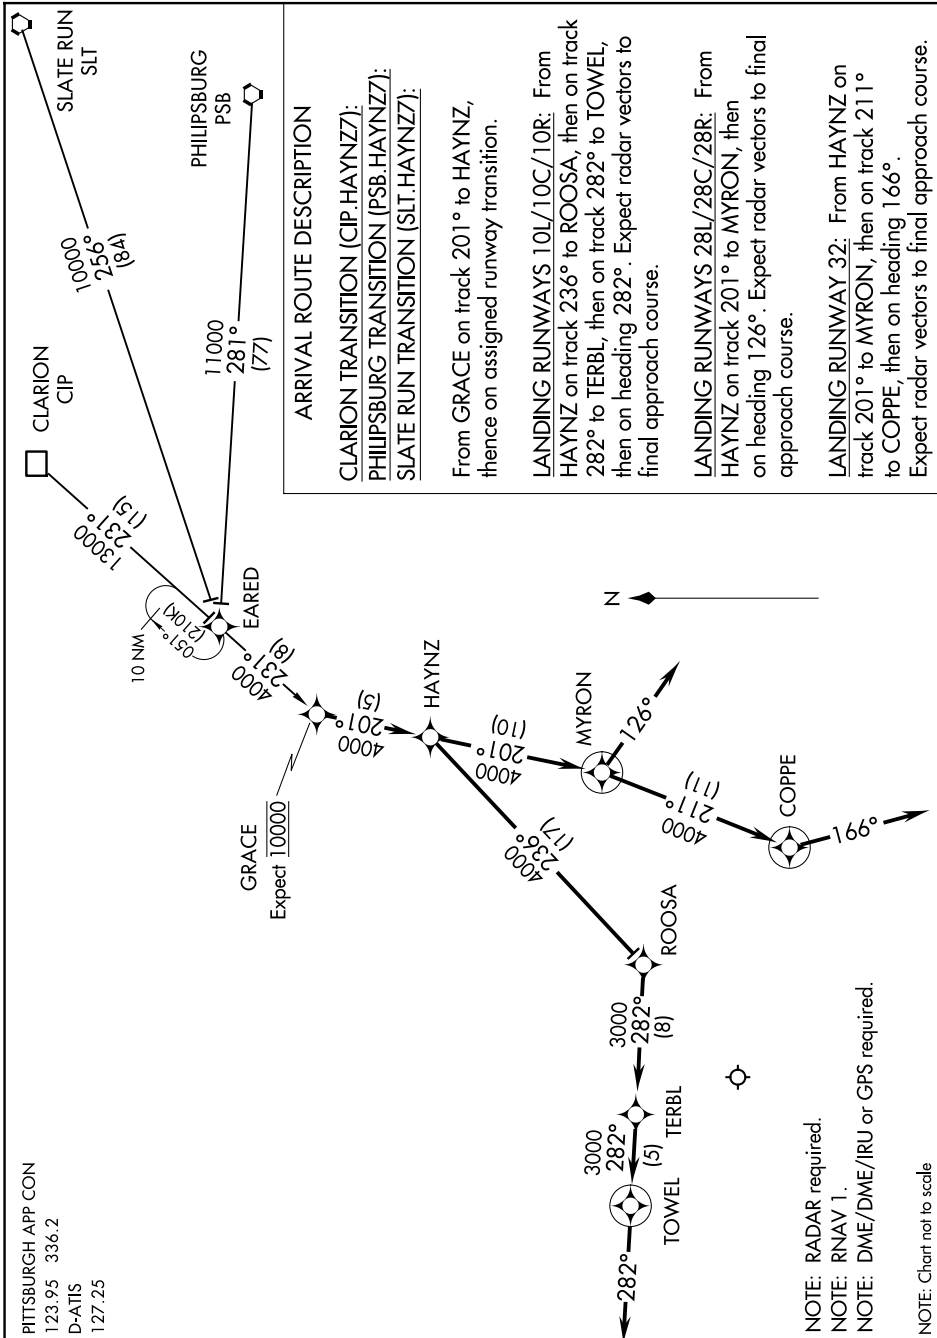 PITTSBURGH APP CON
123.95 336.2
D-ATIS
127.25
SLATE RUN
SLT
10000
256°
(84)
PHILIPSBURG
PSB
11000
281°
(77)
CLARION
CIP
13000
231°
(15)
10 NM
051°
(210K)
EARED
4000
231°
(8)
GRACE
Expect 10000
4000
201°
(5)
HAYNZ
4000
201°
(10)
MYRON
126°
4000
211°
(11)
COPPE
166°
4000
236°
(17)
ROOSA
3000
282°
(8)
TERBL
3000
282°
(5)
TOWEL
282°
N
ARRIVAL ROUTE DESCRIPTION
CLARION TRANSITION (CIP.HAYNZ7):
PHILIPSBURG TRANSITION (PSB.HAYNZ7):
SLATE RUN TRANSITION (SLT.HAYNZ7):
From GRACE on track 201° to HAYNZ,
thence on assigned runway transition.
LANDING RUNWAYS 10L/10C/10R: From
HAYNZ on track 236° to ROOSA, then on track
282° to TERBL, then on track 282° to TOWEL,
then on heading 282°. Expect radar vectors to
final approach course.
LANDING RUNWAYS 28L/28C/28R: From
HAYNZ on track 201° to MYRON, then
on heading 126°. Expect radar vectors to final
approach course.
LANDING RUNWAY 32: From HAYNZ on
track 201° to MYRON, then on track 211°
to COPPE, then on heading 166°.
Expect radar vectors to final approach course.
NOTE: RADAR required.
NOTE: RNAV 1.
NOTE: DME/DME/IRU or GPS required.
NOTE: Chart not to scale